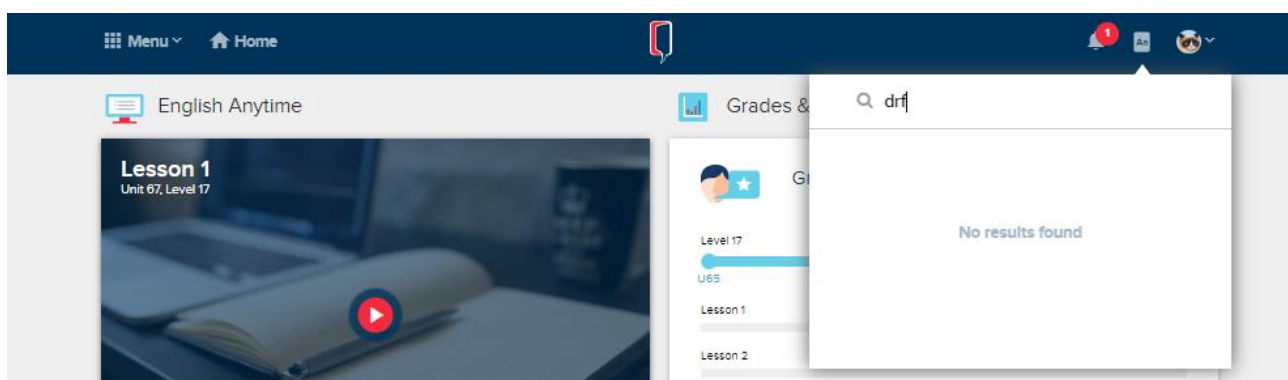 Menu
Home
1
Aa
English Anytime
Grades &
drf
Lesson 1
Unit 67, Level 17
No results found
Level 17
U65
Lesson 1
Lesson 2